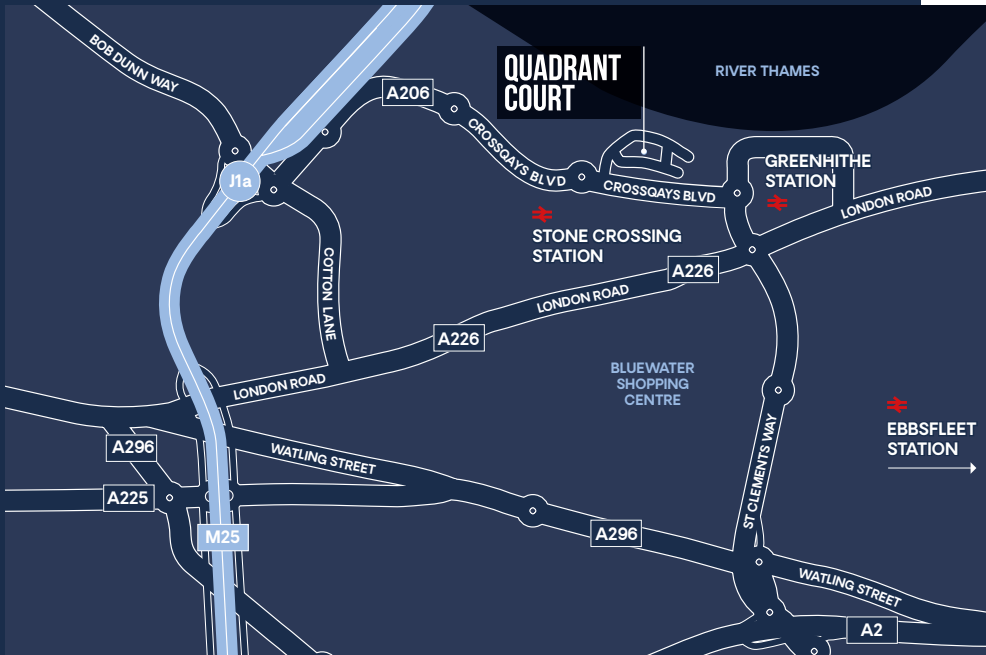 BOB DUNN WAY
A206
QUADRANT
COURT
RIVER THAMES
CROSSQAYS BLVD
CROSSQAYS BLVD
GREENHITHE
STATION
J1a
LONDON ROAD
STONE CROSSING
STATION
COTTON LANE
A226
LONDON ROAD
A226
LONDON ROAD
BLUEWATER
SHOPPING
CENTRE
EBBSFLEET
STATION
A296
WATLING STREET
ST CLEMENTS WAY
A225
M25
A296
WATLING STREET
A2